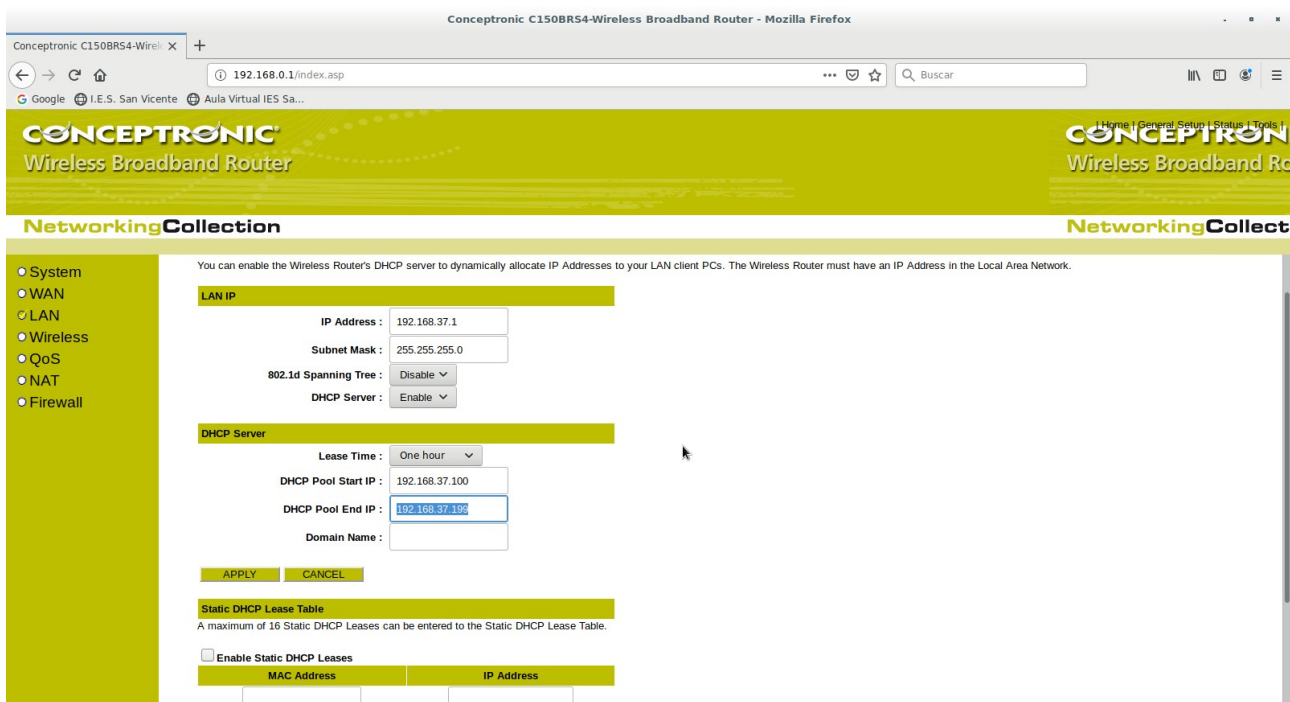 Conceptronic C150BRS4-Wireless Broadband Router - Mozilla Firefox
Conceptronic C150BRS4-Wirele
192.168.0.1/index.asp
Buscar
Google I.E.S. San Vicente Aula Virtual IES Sa...
| Home | General Setup | Status | Tools |
CONCEPTRONIC CONCEPTRON
Wireless Broadband Router Wireless Broadband Ro
NetworkingCollection NetworkingCollect
System
WAN
LAN
Wireless
QoS
NAT
Firewall
You can enable the Wireless Router's DHCP server to dynamically allocate IP Addresses to your LAN client PCs. The Wireless Router must have an IP Address in the Local Area Network.
LAN IP
IP Address : 192.168.37.1
Subnet Mask : 255.255.255.0
802.1d Spanning Tree : Disable
DHCP Server : Enable
DHCP Server
Lease Time : One hour
DHCP Pool Start IP : 192.168.37.100
DHCP Pool End IP : 192.168.37.199
Domain Name :
APPLY CANCEL
Static DHCP Lease Table
A maximum of 16 Static DHCP Leases can be entered to the Static DHCP Lease Table.
Enable Static DHCP Leases
MAC Address IP Address